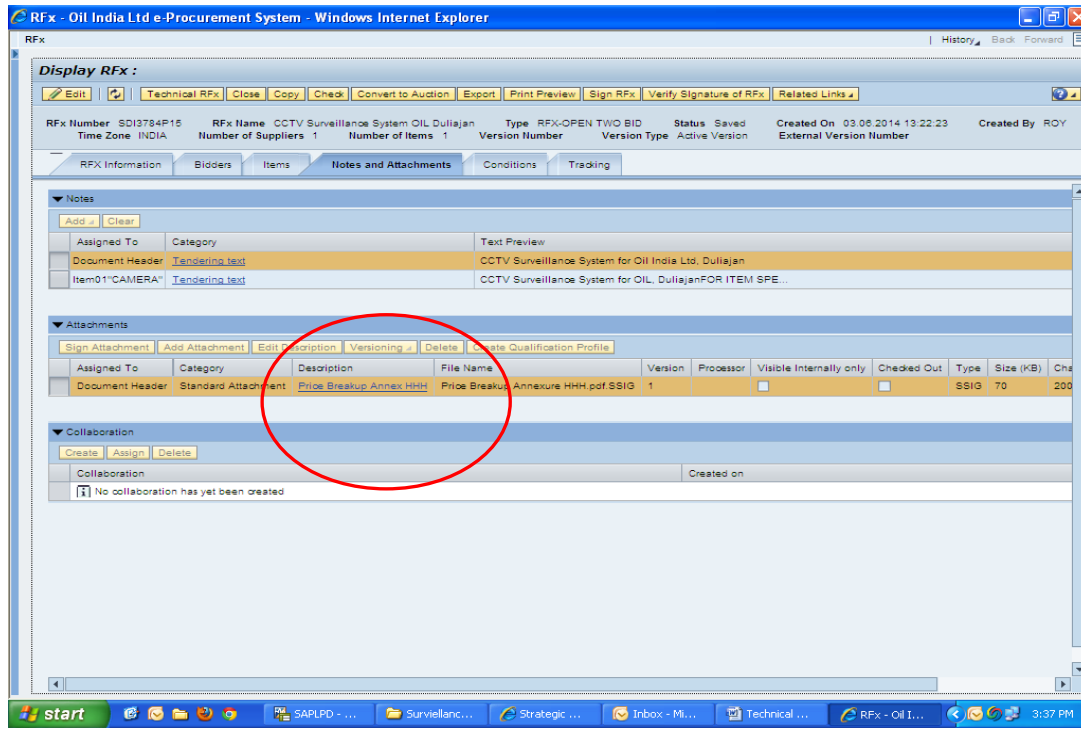 RFx - Oil India Ltd e-Procurement System - Windows Internet Explorer
RFx | History Back Forward
Display RFx :
Edit | | Technical RFx Close Copy Check Convert to Auction Export Print Preview Sign RFx Verify Signature of RFx Related Links
RFx Number SDI3784P15 RFx Name CCTV Surveillance System OIL Duliajan Type RFX-OPEN TWO BID Status Saved Created On 03.06.2014 13:22:23 Created By ROY
Time Zone INDIA Number of Suppliers 1 Number of Items 1 Version Number Version Type Active Version External Version Number
RFX Information Bidders Items Notes and Attachments Conditions Tracking
Notes
Add Clear
Assigned To Category Text Preview
Document Header Tendering text CCTV Surveillance System for Oil India Ltd, Duliajan
Item01"CAMERA" Tendering text CCTV Surveillance System for OIL, DuliajanFOR ITEM SPE...
Attachments
Sign Attachment Add Attachment Edit Description Versioning Delete Create Qualification Profile
Assigned To Category Description File Name Version Processor Visible Internally only Checked Out Type Size (KB) Cha
Document Header Standard Attachment Price Breakup Annex HHH Price Breakup Annexure HHH.pdf.SSIG 1 SSIG 70 200
Collaboration
Create Assign Delete
Collaboration Created on
No collaboration has yet been created
start SAPLPD - ... Surviellanc... Strategic ... Inbox - Mi... Technical ... RFx - Oil I... 3:37 PM